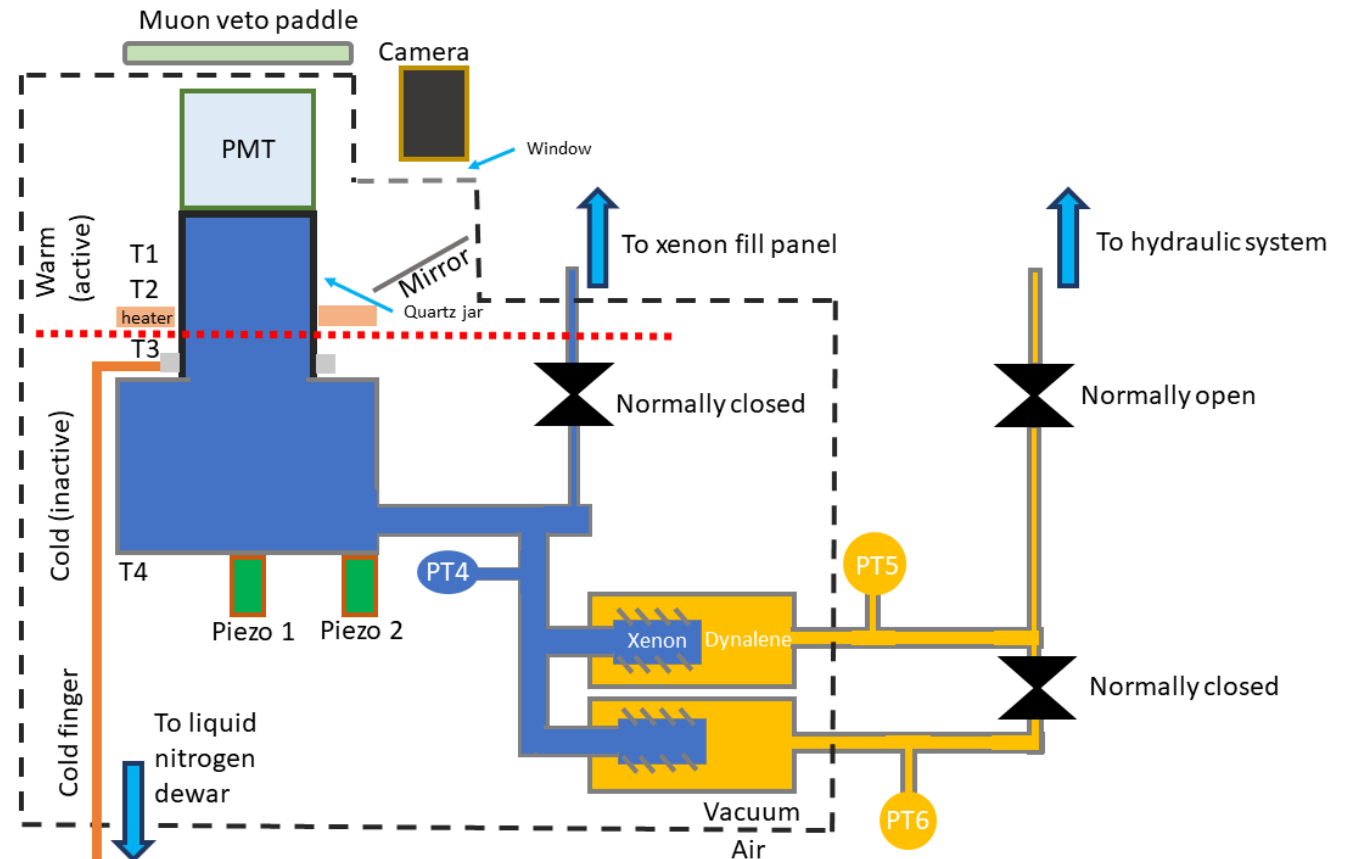 Muon veto paddle
Camera
PMT
Window
Warm
(active)
T1
T2
heater
T3
Mirror
Quartz jar
To xenon fill panel
To hydraulic system
Normally closed
Normally open
Cold (inactive)
T4
Piezo 1
Piezo 2
PT4
PT5
Xenon
Dynalene
Normally closed
Cold finger
To liquid
nitrogen
dewar
Vacuum
Air
PT6